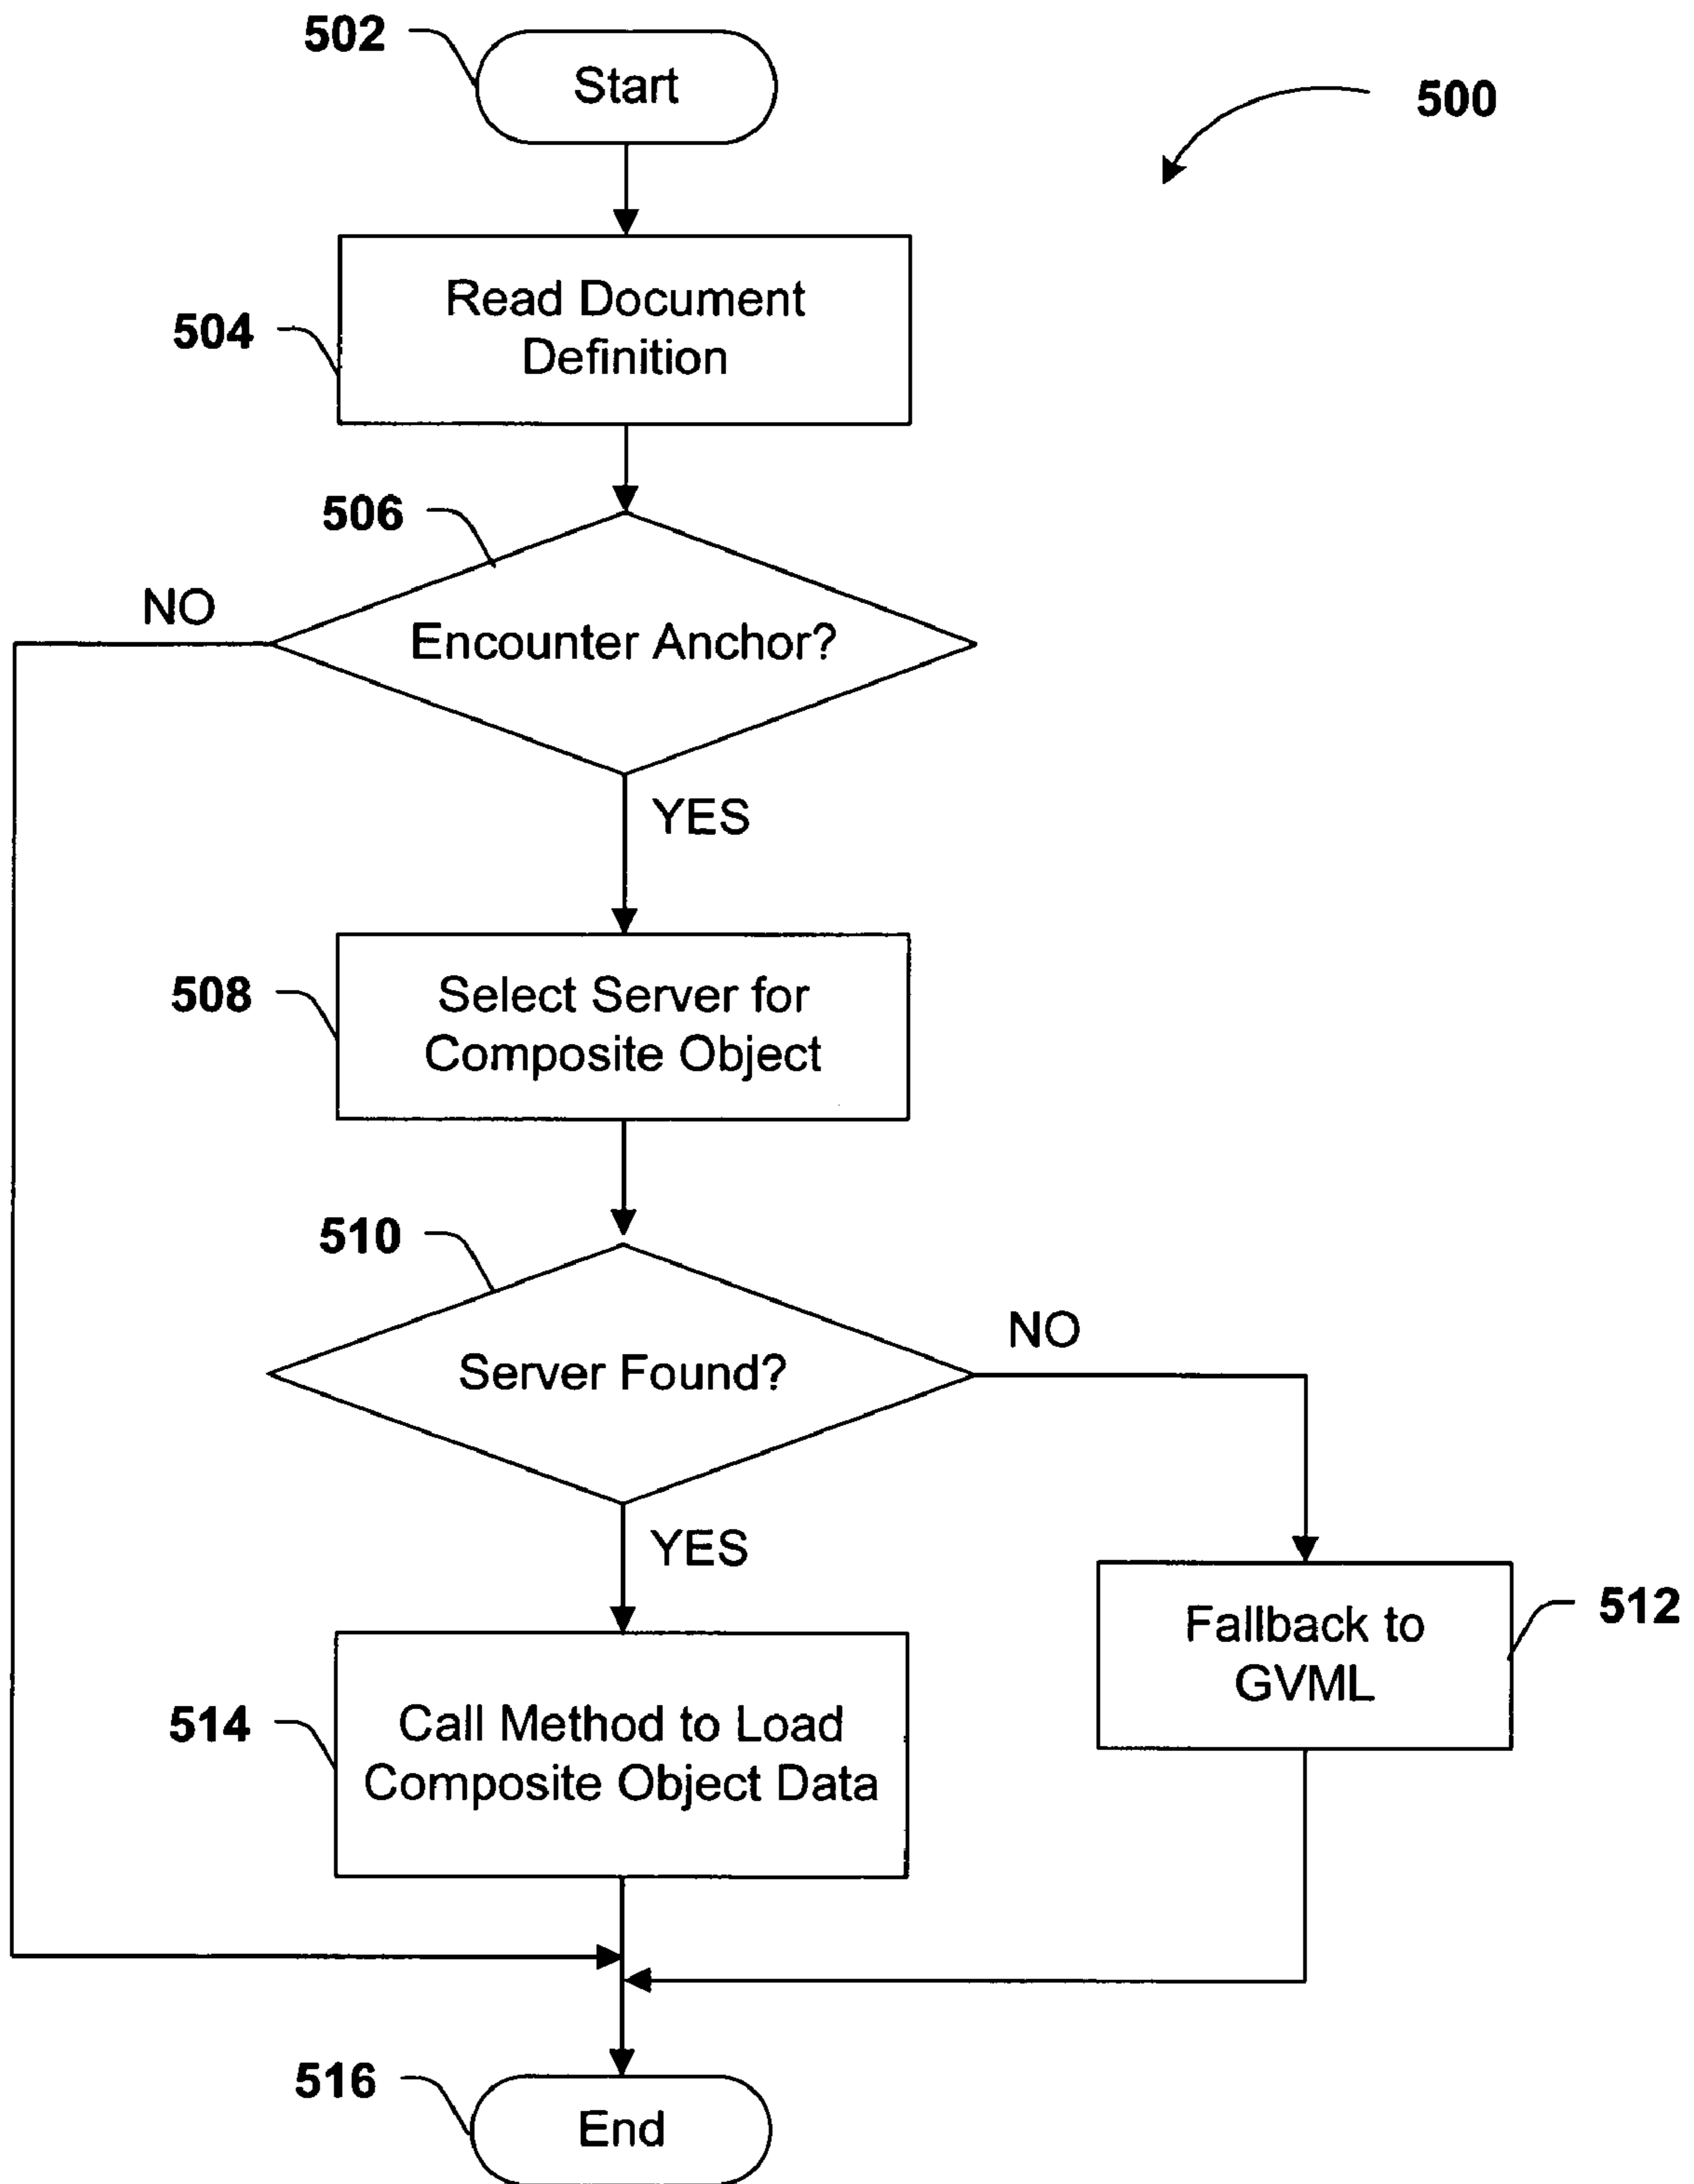 502
Start
500
504
Read Document
Definition
506
NO
Encounter Anchor?
YES
508
Select Server for
Composite Object
510
NO
Server Found?
YES
512
Fallback to
GVML
514
Call Method to Load
Composite Object Data
516
End